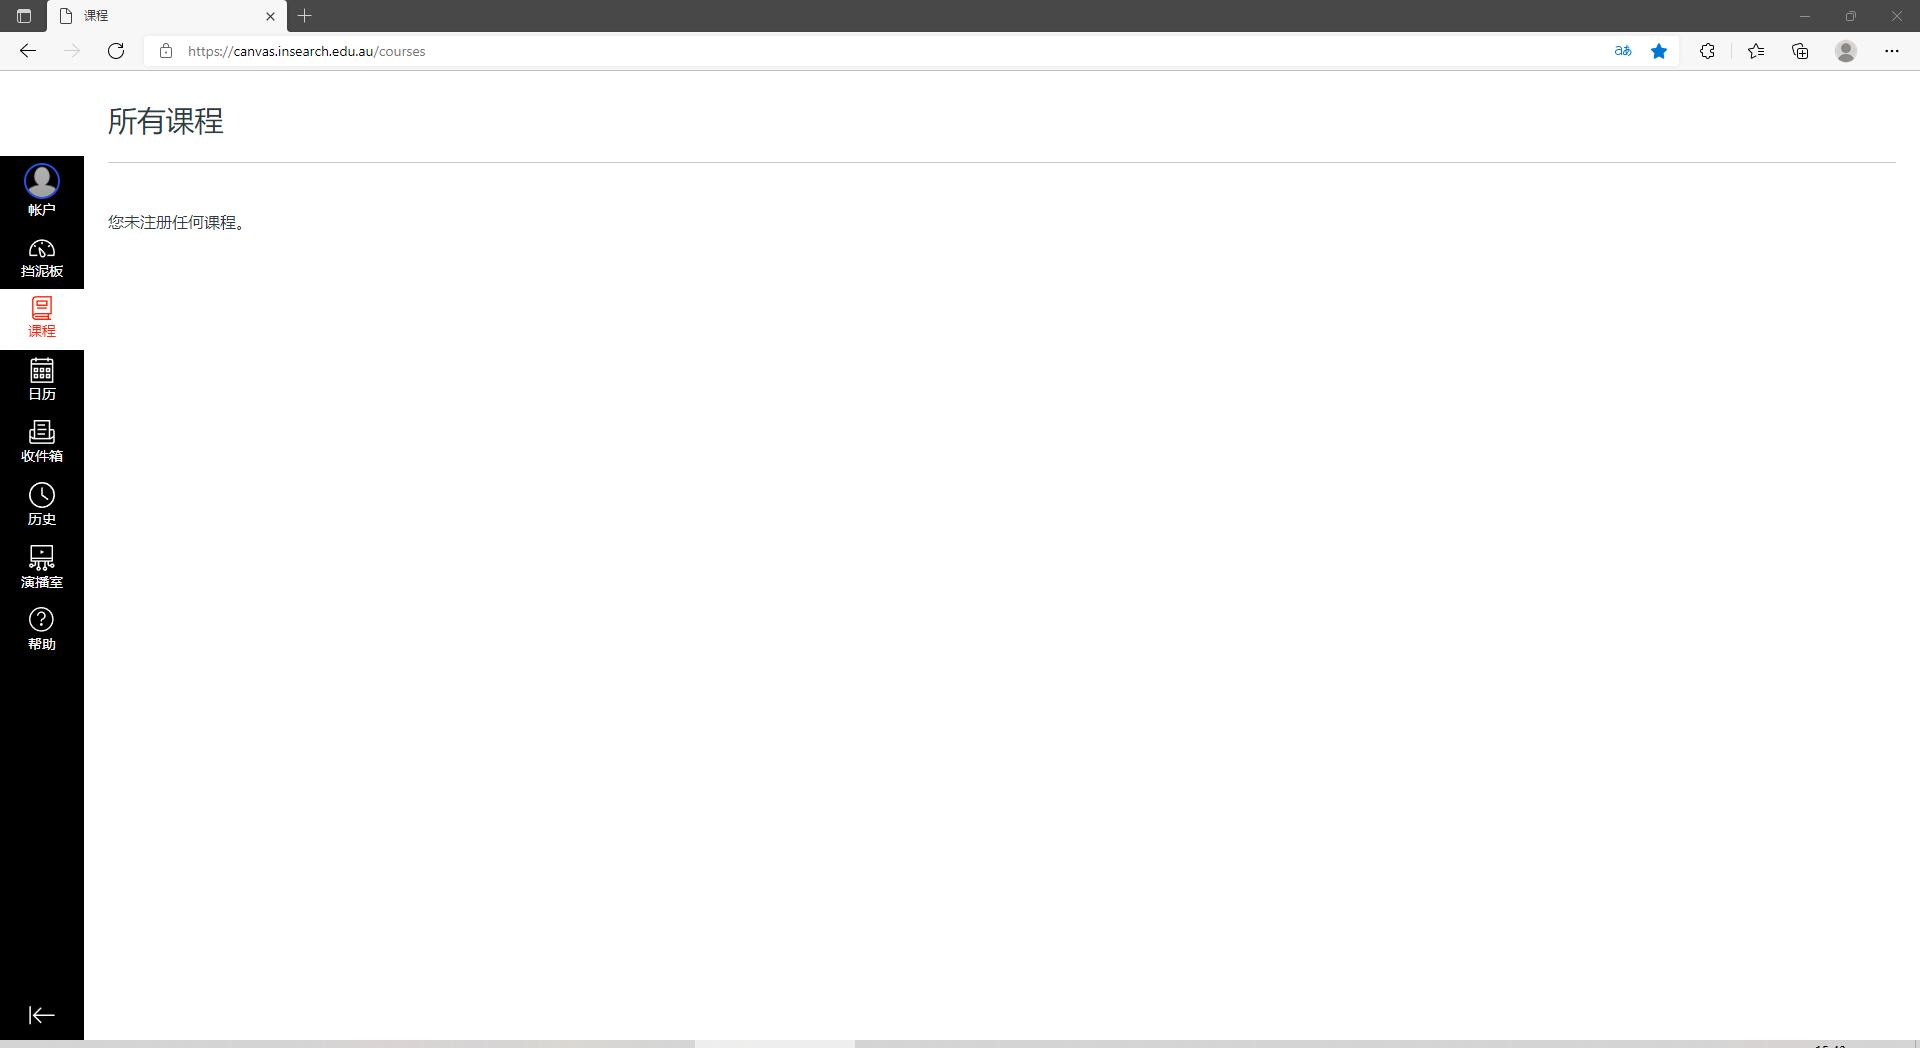 课程
https://canvas.insearch.edu.au/courses
aあ
所有课程
帐户
您未注册任何课程。
挡泥板
课程
日历
收件箱
历史
演播室
帮助